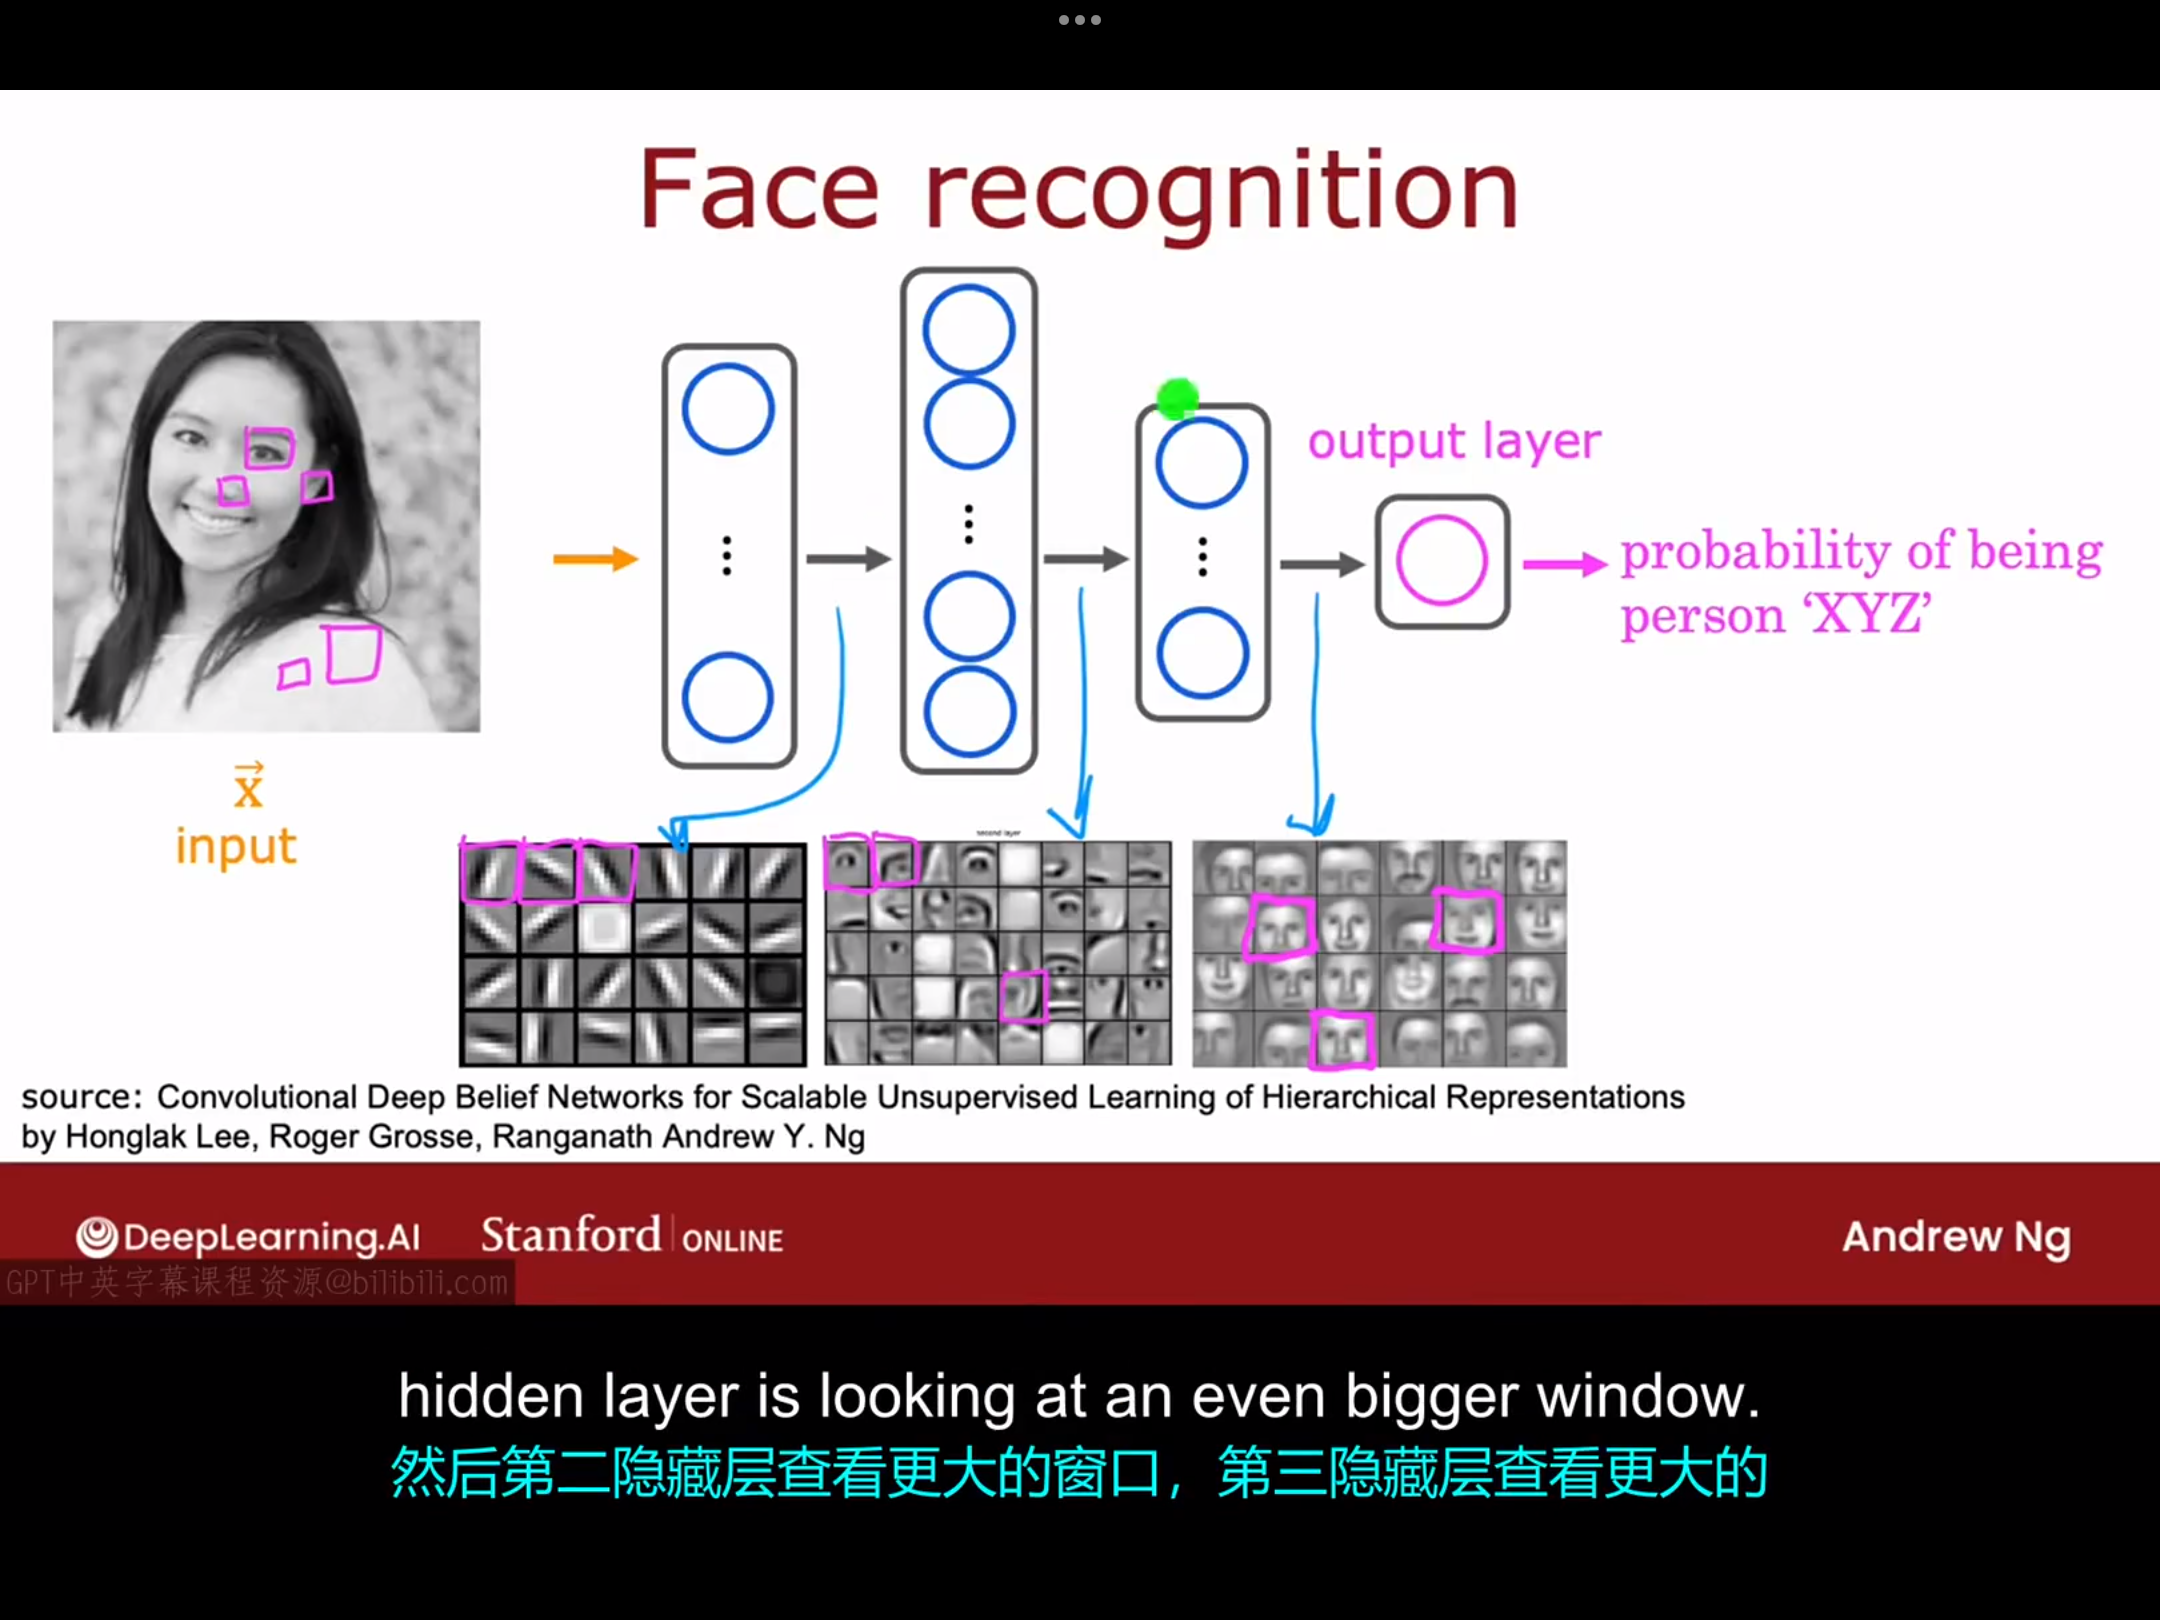 Face recognition
output layer
probability of being
person ‘XYZ’
x
input
second layer
source: Convolutional Deep Belief Networks for Scalable Unsupervised Learning of Hierarchical Representations
by Honglak Lee, Roger Grosse, Ranganath Andrew Y. Ng
DeepLearning.AI
Stanford | ONLINE
Andrew Ng
GPT中英字幕课程资源@bilibili.com
hidden layer is looking at an even bigger window.
然后第二隐藏层查看更大的窗口，第三隐藏层查看更大的